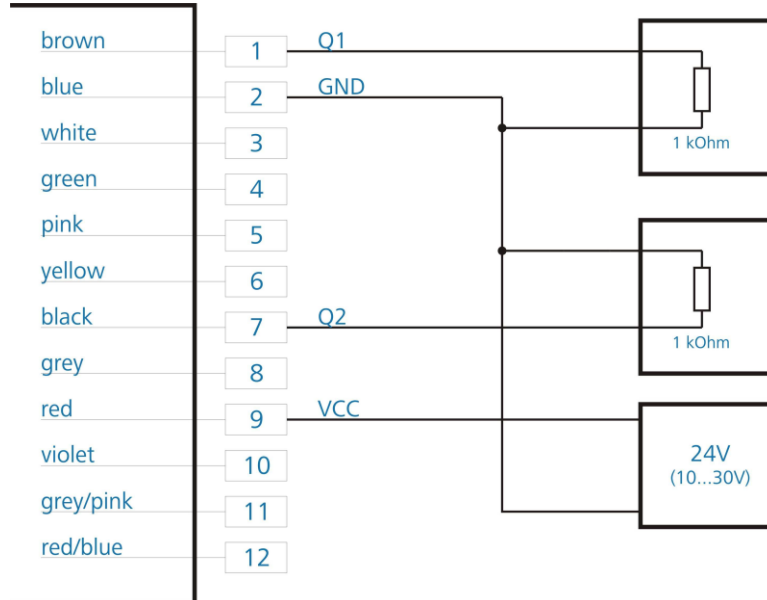 brown 1 Q1
blue 2 GND
white 3
1 kOhm
green 4
pink 5
yellow 6
black 7 Q2
1 kOhm
grey 8
red 9 VCC
24V
(10...30V)
violet 10
grey/pink 11
red/blue 12